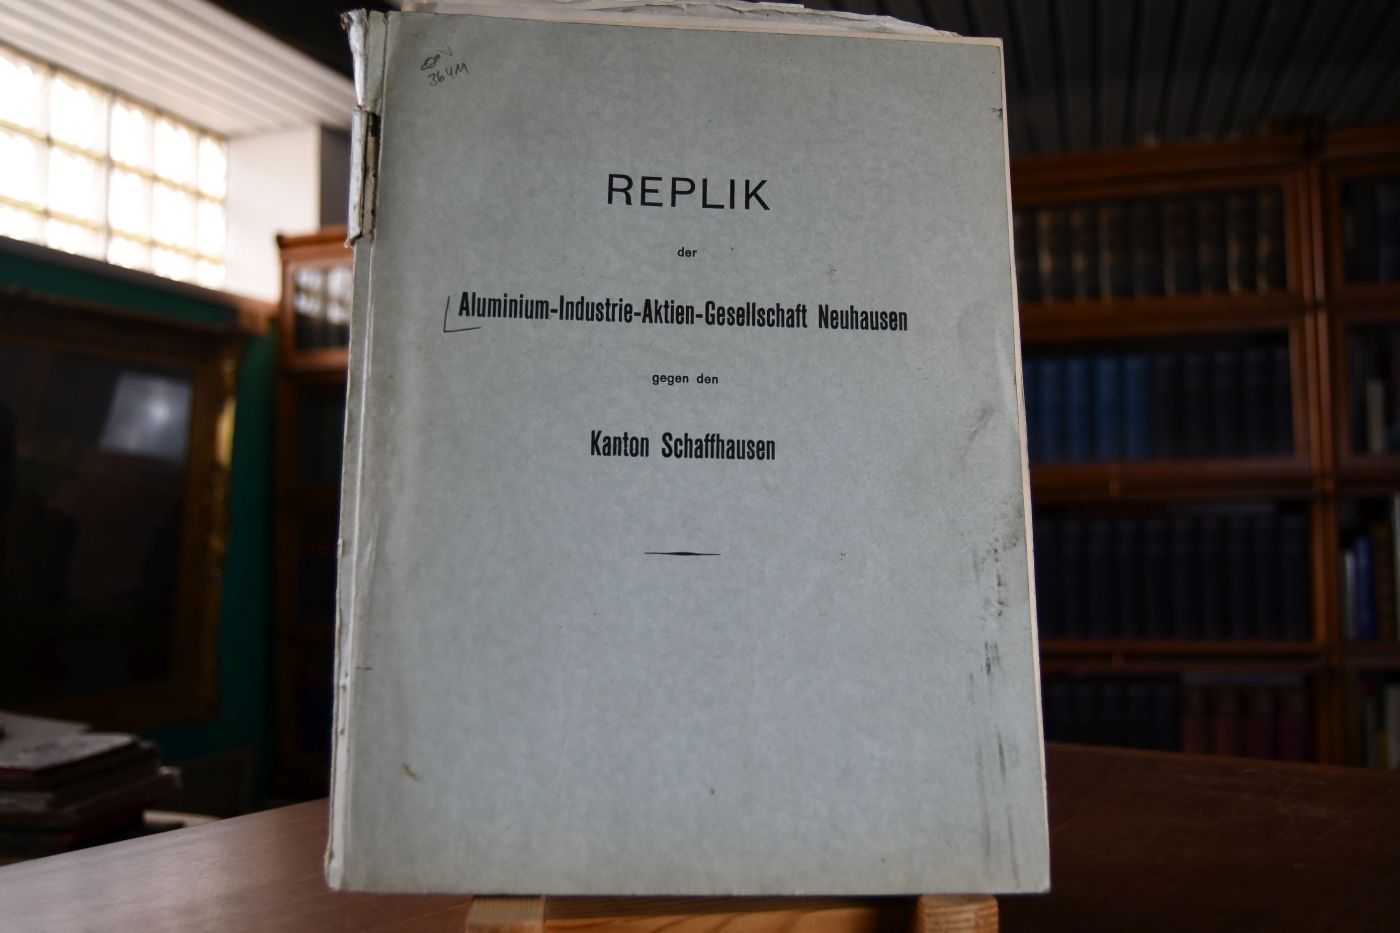 REPLIK
der
Aluminium-Industrie-Aktien-Gesellschaft Neuhausen
gegen den
Kanton Schaffhausen